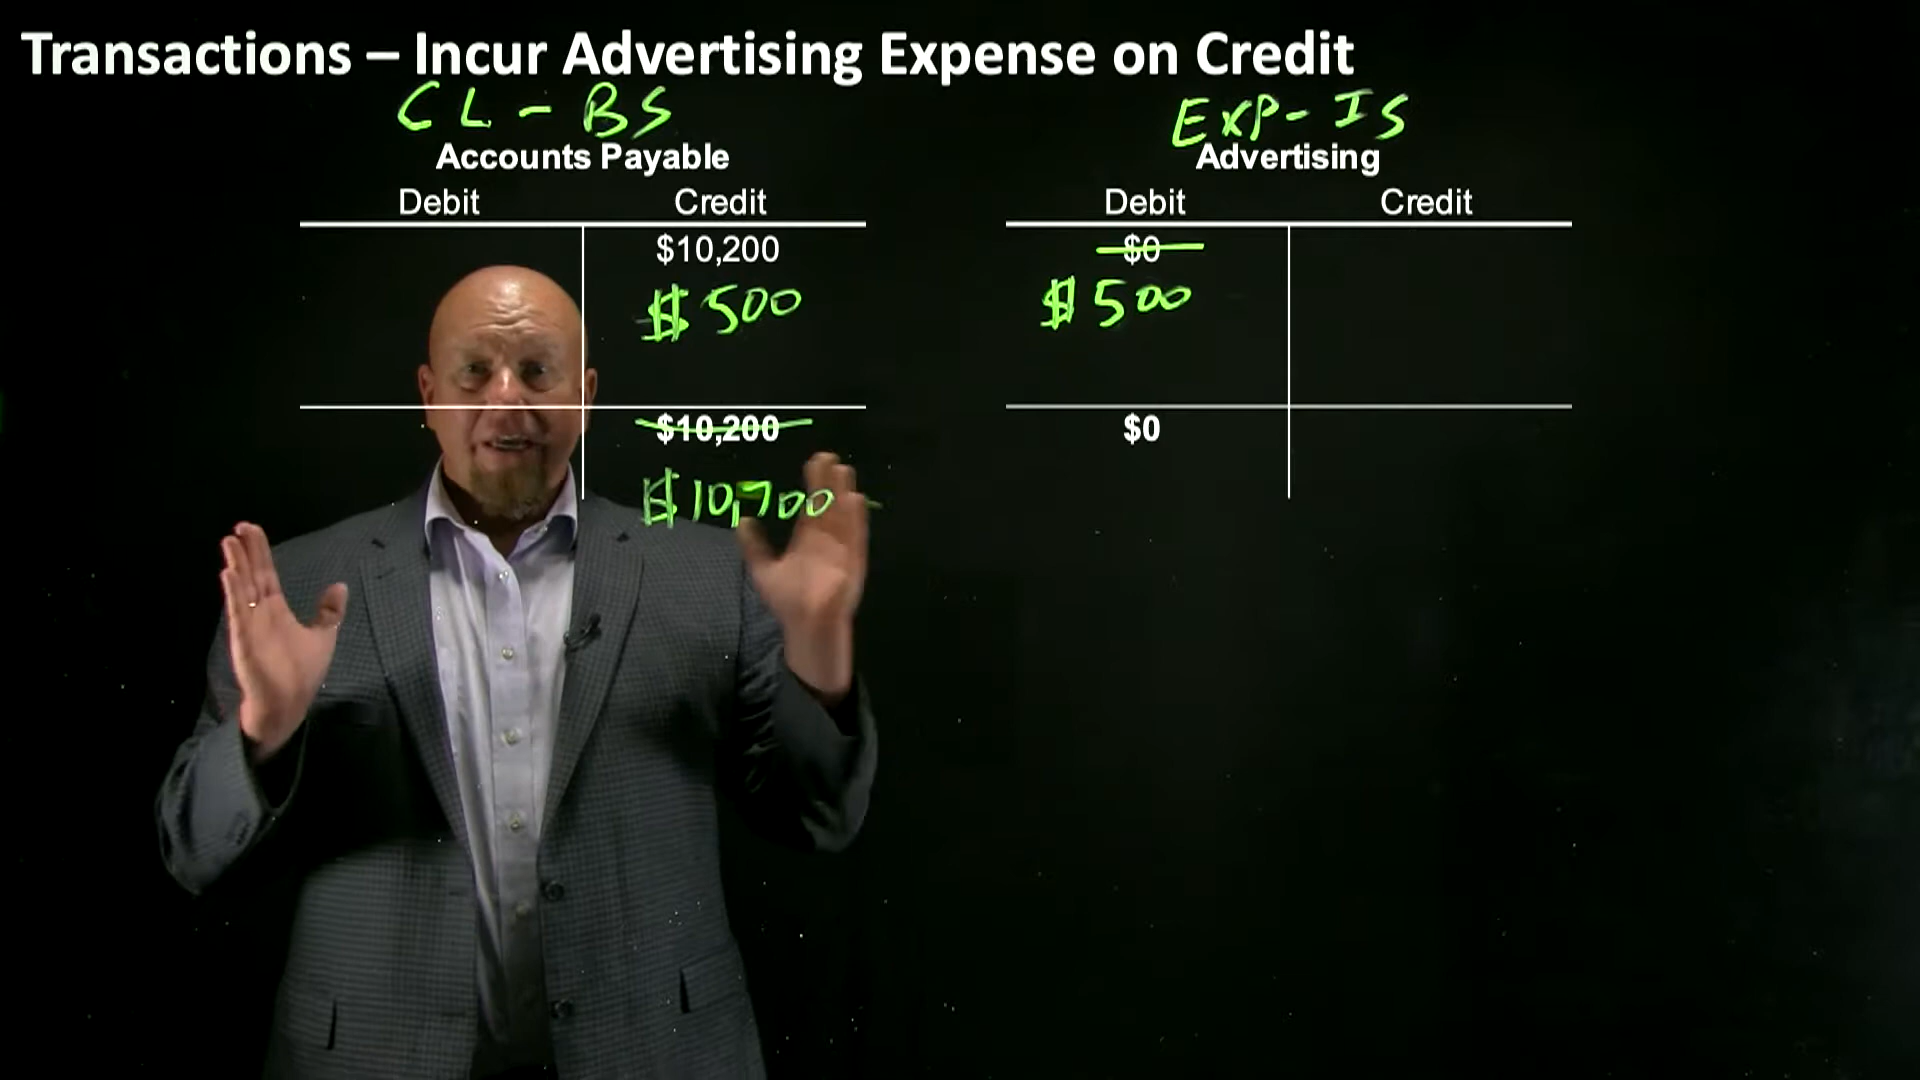 Transactions – Incur Advertising Expense on Credit
CL - BS
Accounts Payable
Debit Credit
$10,200
$500
$10,200
$10,700
EXP - IS
Advertising
Debit Credit
$0
$500
$0